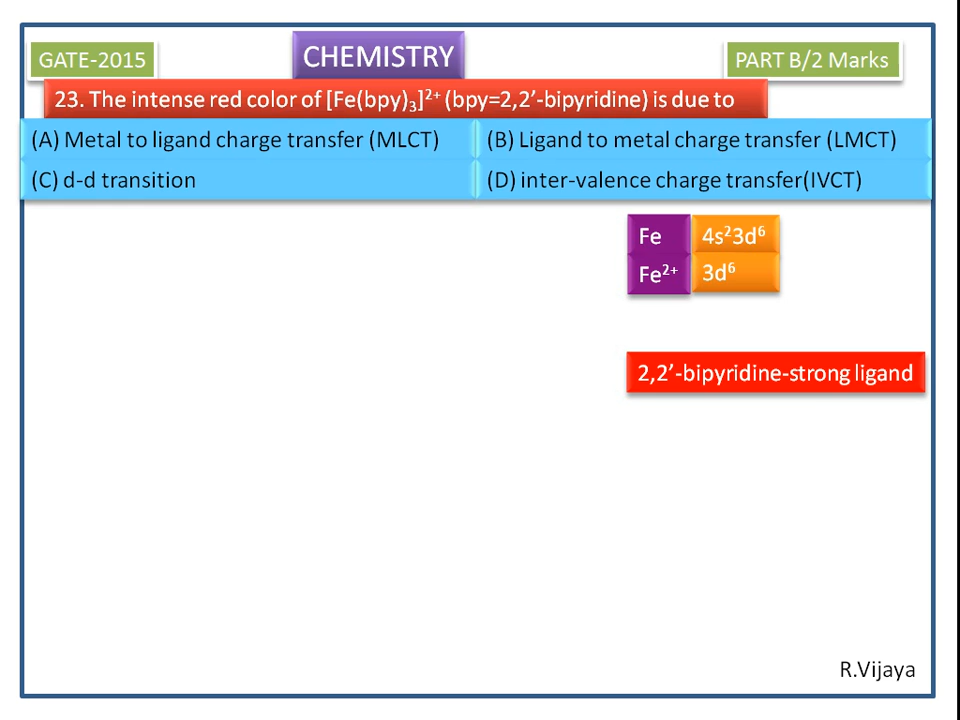 GATE-2015
CHEMISTRY
PART B/2 Marks
23. The intense red color of [Fe(bpy)₃]²⁺ (bpy=2,2’-bipyridine) is due to
(A) Metal to ligand charge transfer (MLCT)
(B) Ligand to metal charge transfer (LMCT)
(C) d-d transition
(D) inter-valence charge transfer(IVCT)
Fe 4s²3d⁶
Fe²⁺ 3d⁶
2,2’-bipyridine-strong ligand
R.Vijaya